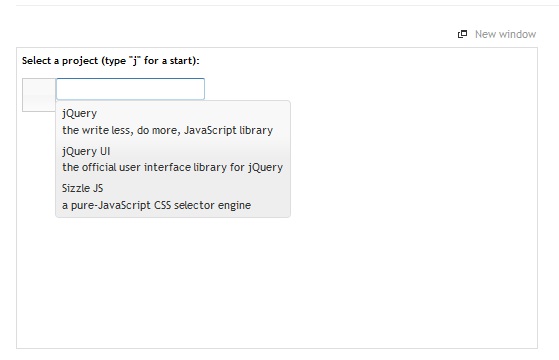 New window
Select a project (type "j" for a start):
jQuery
the write less, do more, JavaScript library
jQuery UI
the official user interface library for jQuery
Sizzle JS
a pure-JavaScript CSS selector engine